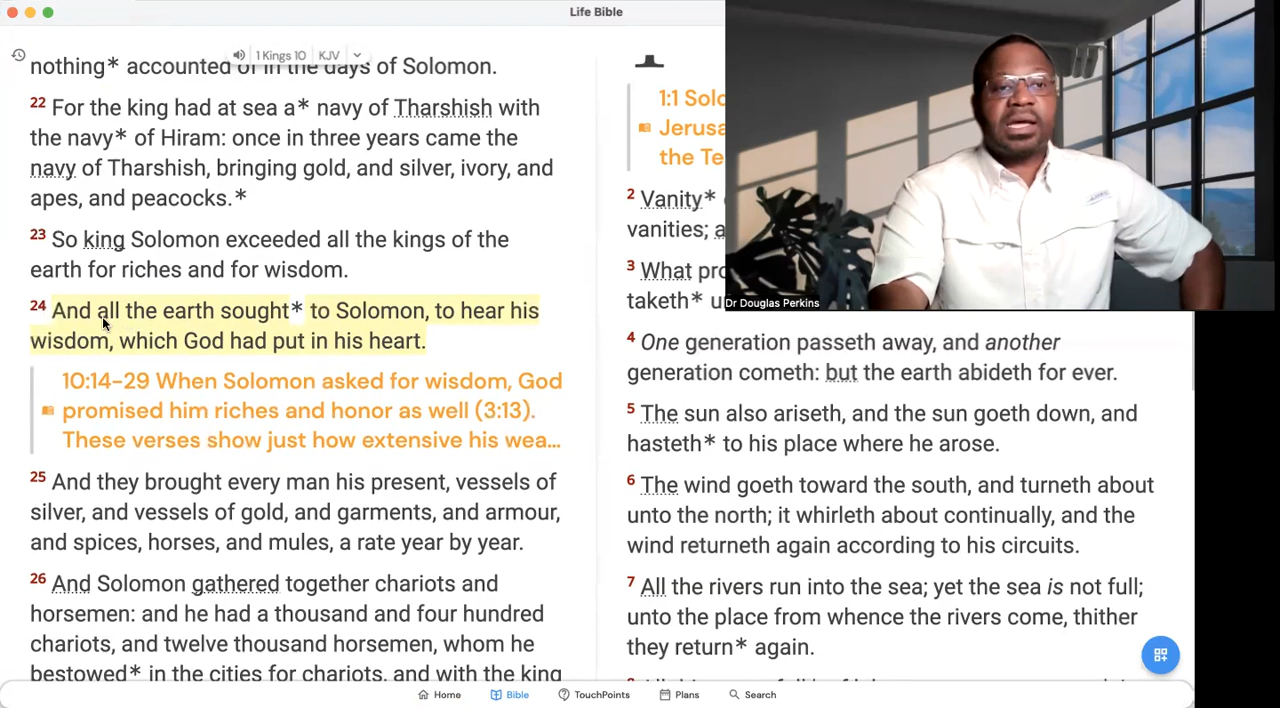 Life Bible
1 Kings 10 KJV
nothing* accounted of in the days of Solomon.
22 For the king had at sea a* navy of Tharshish with
the navy* of Hiram: once in three years came the
navy of Tharshish, bringing gold, and silver, ivory, and
apes, and peacocks.*
23 So king Solomon exceeded all the kings of the
earth for riches and for wisdom.
24 And all the earth sought* to Solomon, to hear his
wisdom, which God had put in his heart.
10:14-29 When Solomon asked for wisdom, God
promised him riches and honor as well (3:13).
These verses show just how extensive his wea...
25 And they brought every man his present, vessels of
silver, and vessels of gold, and garments, and armour,
and spices, horses, and mules, a rate year by year.
26 And Solomon gathered together chariots and
horsemen: and he had a thousand and four hundred
chariots, and twelve thousand horsemen, whom he
bestowed* in the cities for chariots, and with the king
1:1 Solo
Jerusa
the Te
2 Vanity*
vanities; a
3 What pro
taketh* u
4 One generation passeth away, and another
generation cometh: but the earth abideth for ever.
5 The sun also ariseth, and the sun goeth down, and
hasteth* to his place where he arose.
6 The wind goeth toward the south, and turneth about
unto the north; it whirleth about continually, and the
wind returneth again according to his circuits.
7 All the rivers run into the sea; yet the sea is not full;
unto the place from whence the rivers come, thither
they return* again.
Dr Douglas Perkins
Home Bible TouchPoints Plans Search